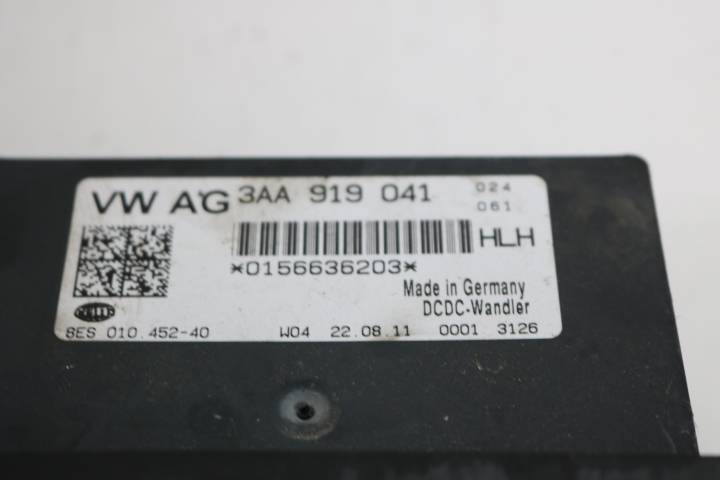 VW AG 3AA 919 041 024
061
HLH
*0156636203*
Made in Germany
DCDC-Wandler
HELLA
8ES 010.452-40 W04 22.08.11 0001 3126